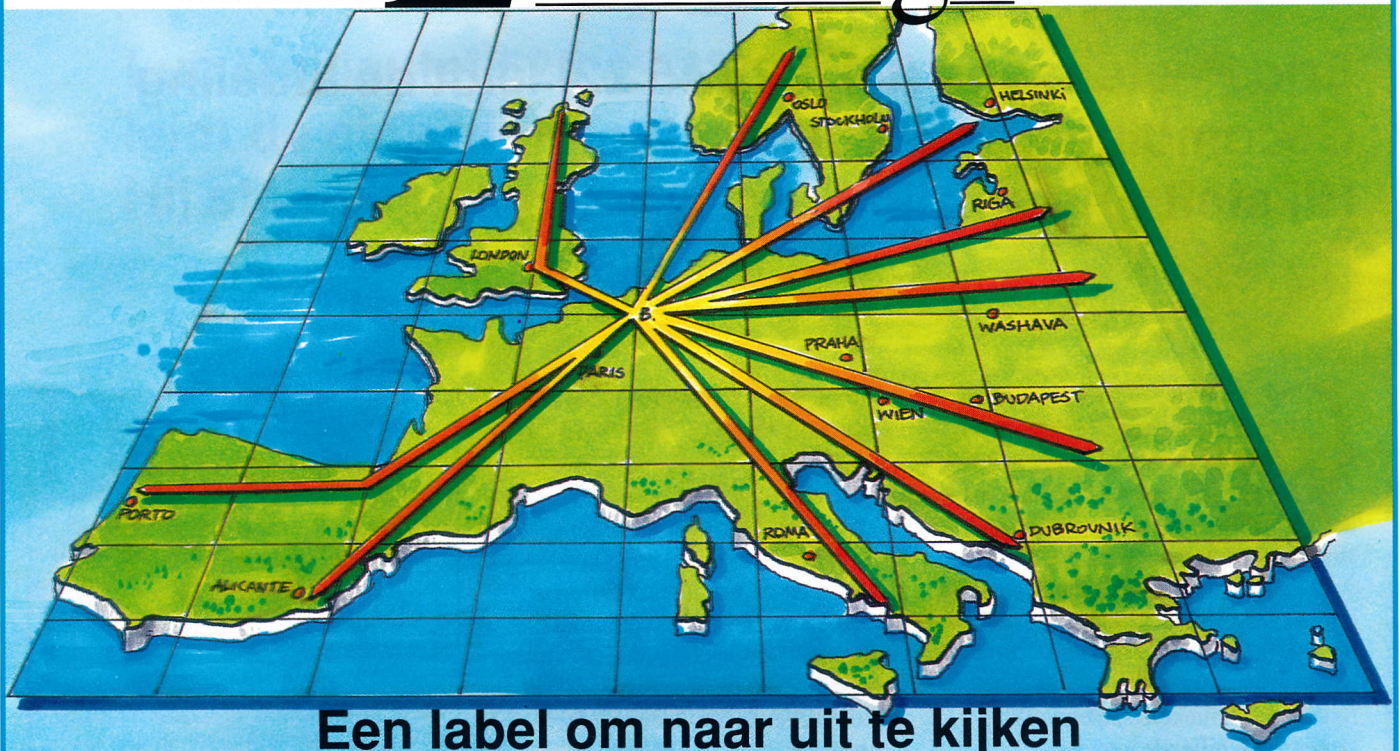 OSLO
HELSINKI
STOCKHOLM
RIGA
LONDON
B.
WASHAVA
PRAHA
PARIS
BUDAPEST
WIEN
PORTO
ROMA
DUBROVNIK
ALICANTE
Een label om naar uit te kijken